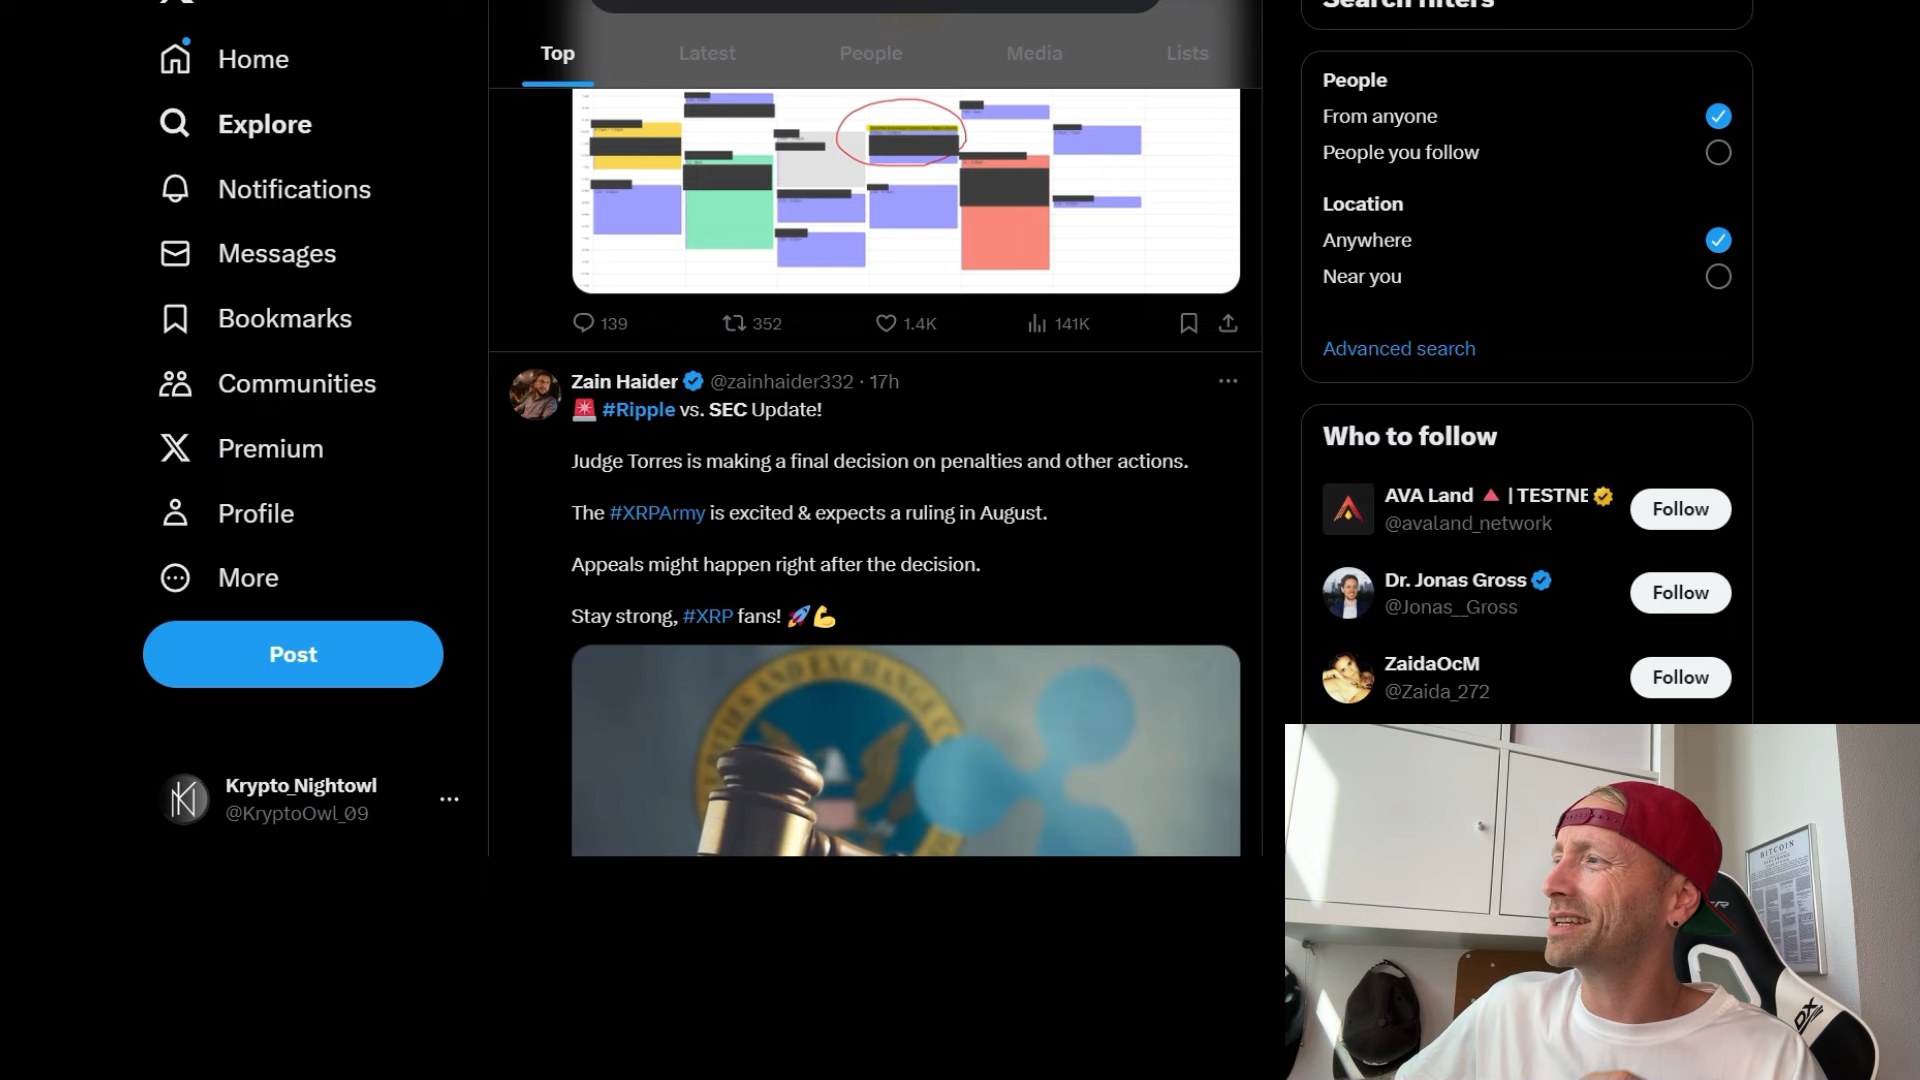 Search filters
Home
Explore
Notifications
Messages
Bookmarks
Communities
Premium
Profile
More
Post
Krypto_Nightowl
@KryptoOwl_09
Top
Latest
People
Media
Lists
139
352
1.4K
141K
Zain Haider @zainhaider332 · 17h
🚨 #Ripple vs. SEC Update!
Judge Torres is making a final decision on penalties and other actions.
The #XRPArmy is excited & expects a ruling in August.
Appeals might happen right after the decision.
Stay strong, #XRP fans! 🚀💪
People
From anyone
People you follow
Location
Anywhere
Near you
Advanced search
Who to follow
AVA Land 🔺 | TESTNE
@avaland_network
Follow
Dr. Jonas Gross
@Jonas__Gross
Follow
ZaidaOcM
@Zaida_272
Follow
BITCOIN